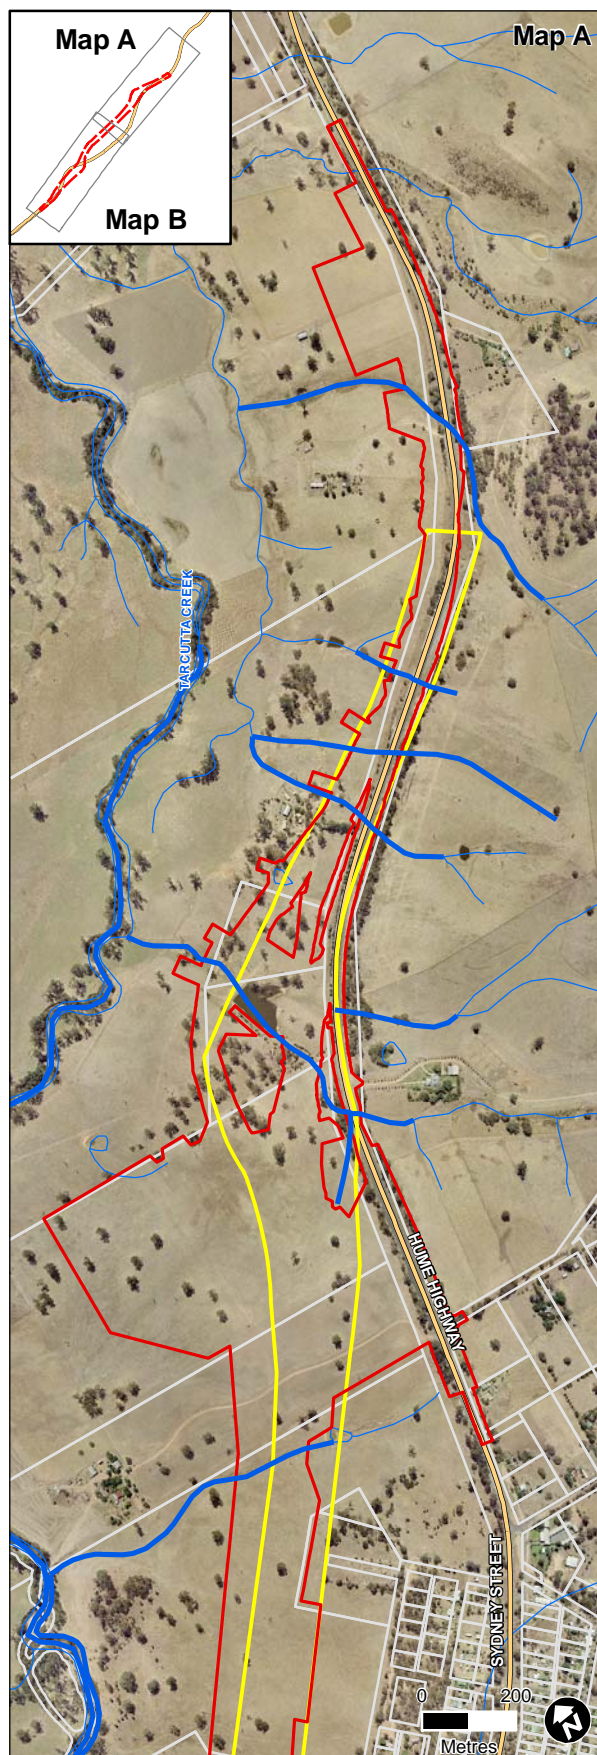 Map A
Map A
Map B
TARCUTTA CREEK
HUME HIGHWAY
SYDNEY STREET
0 200
Metres
N